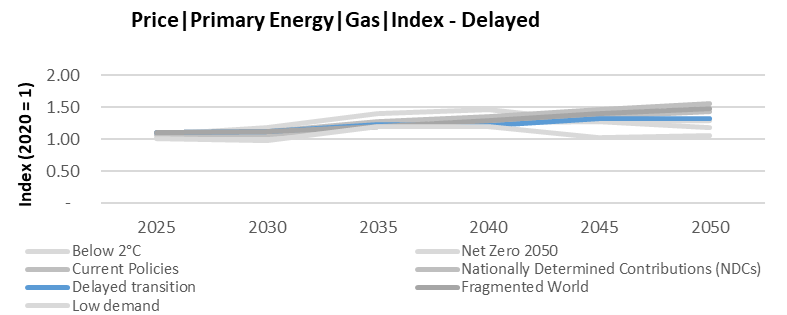 Price|Primary Energy|Gas|Index - Delayed
Index (2020 = 1)
2.00
1.50
1.00
0.50
-
2025 2030 2035 2040 2045 2050
Below 2°C Net Zero 2050
Current Policies Nationally Determined Contributions (NDCs)
Delayed transition Fragmented World
Low demand